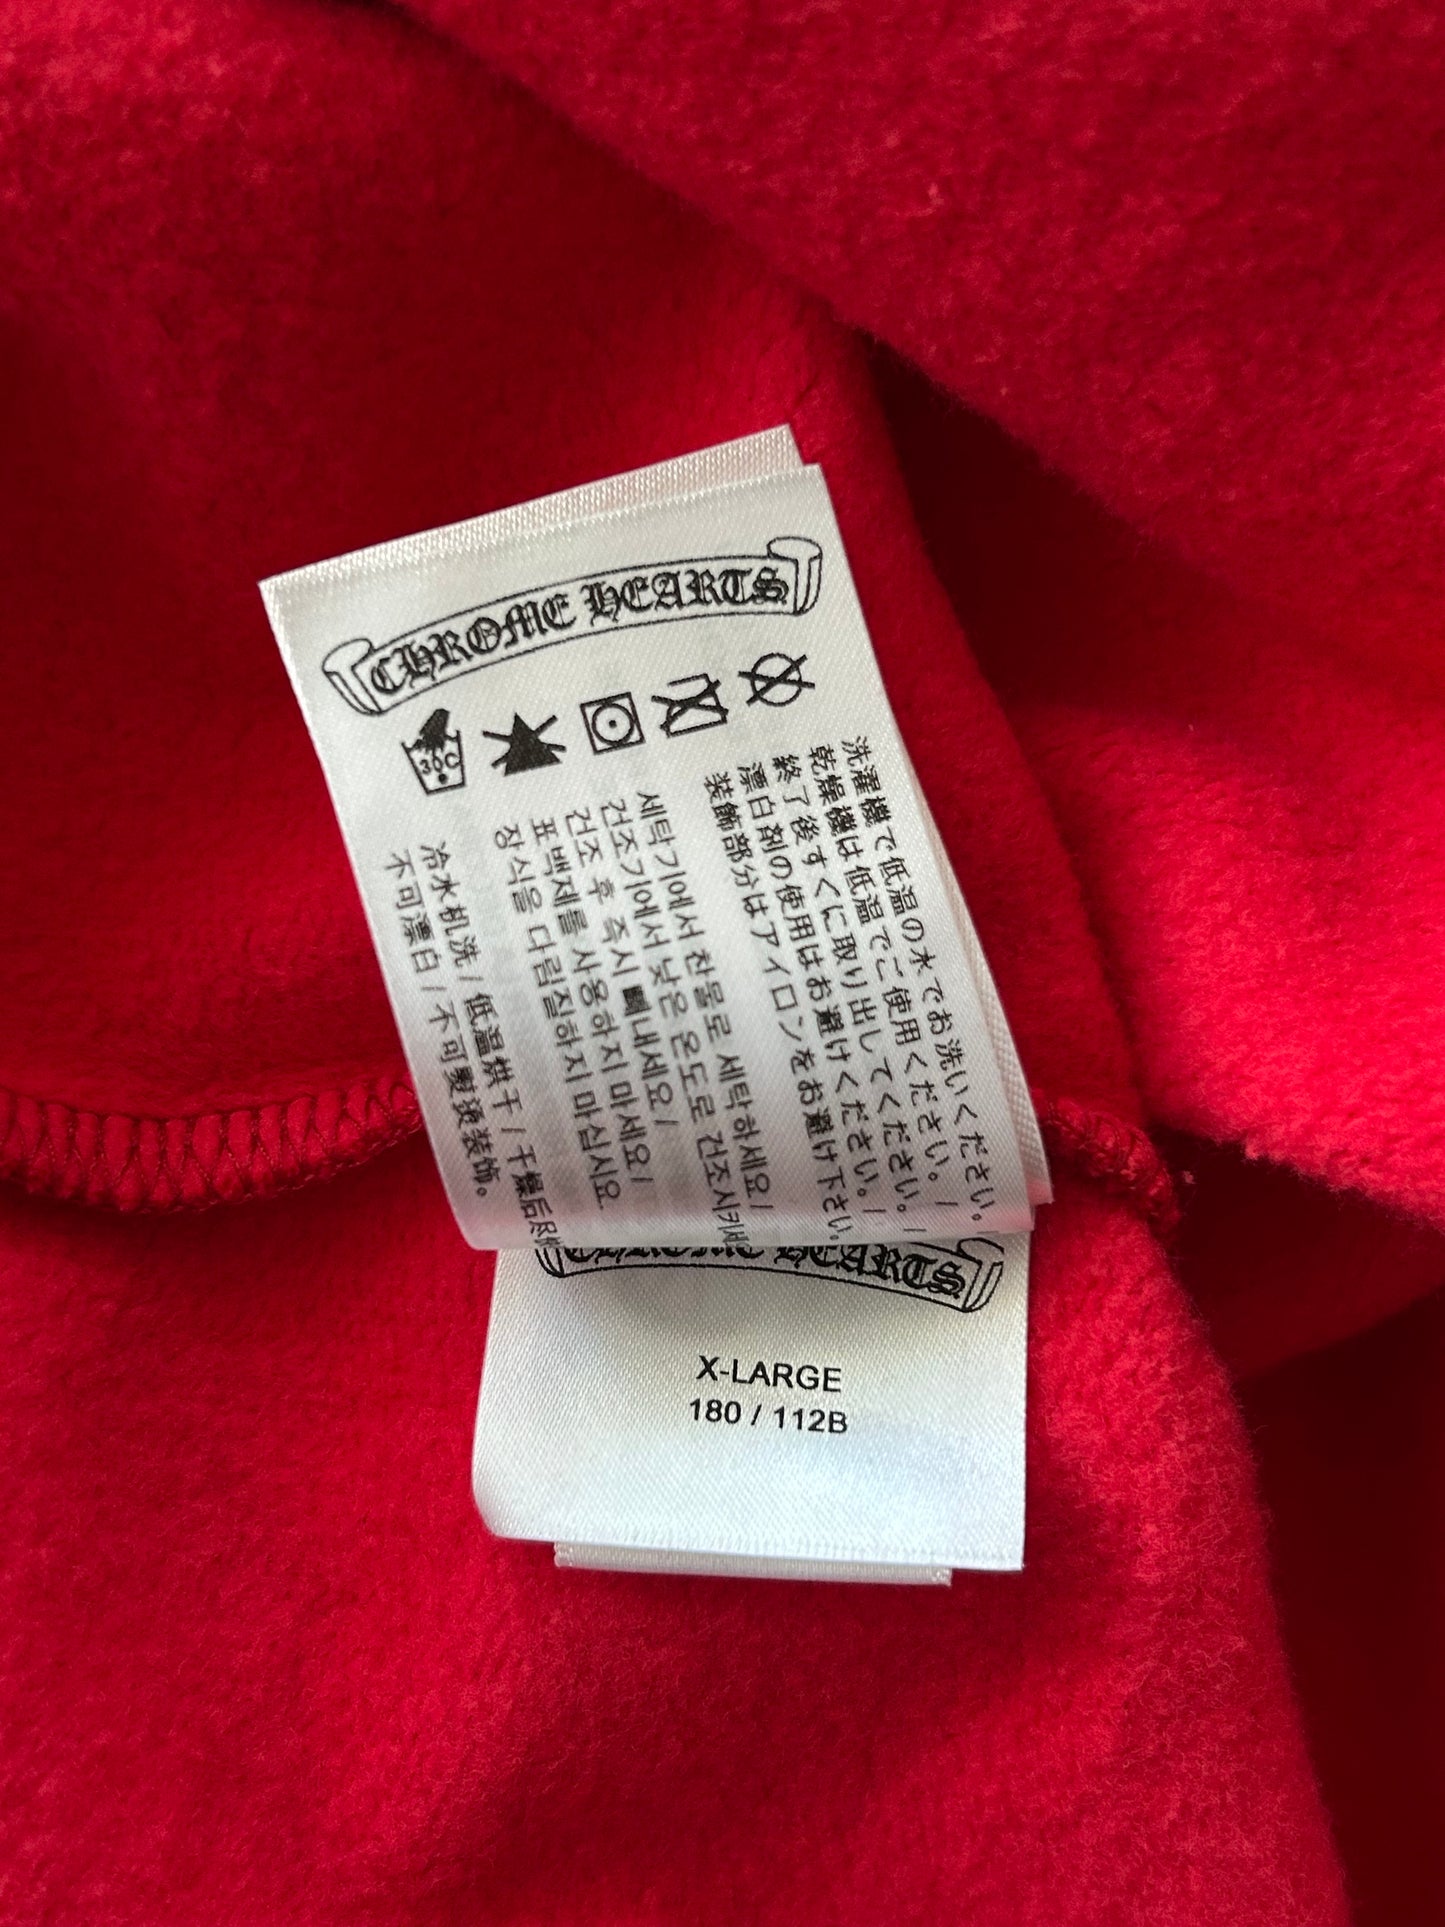 CHROME HEARTS
30C
洗濯機で低温の水でお洗いください。/
乾燥機は低温でご使用ください。/
終了後すぐに取り出してください。/
漂白剤の使用はお避けください。/
装飾部分はアイロンをお避け下さい。
세탁기에서 찬물로 세탁하세요 /
건조기에서 낮은 온도로 건조시키세
건조 후 즉시 빼내세요 /
표백제를 사용하지 마세요 /
장식을 다림질하지 마십시요.
冷水机洗 / 低温烘干 / 干燥后尽快
不可漂白 / 不可熨烫装饰。
CHROME HEARTS
X-LARGE
180 / 112B